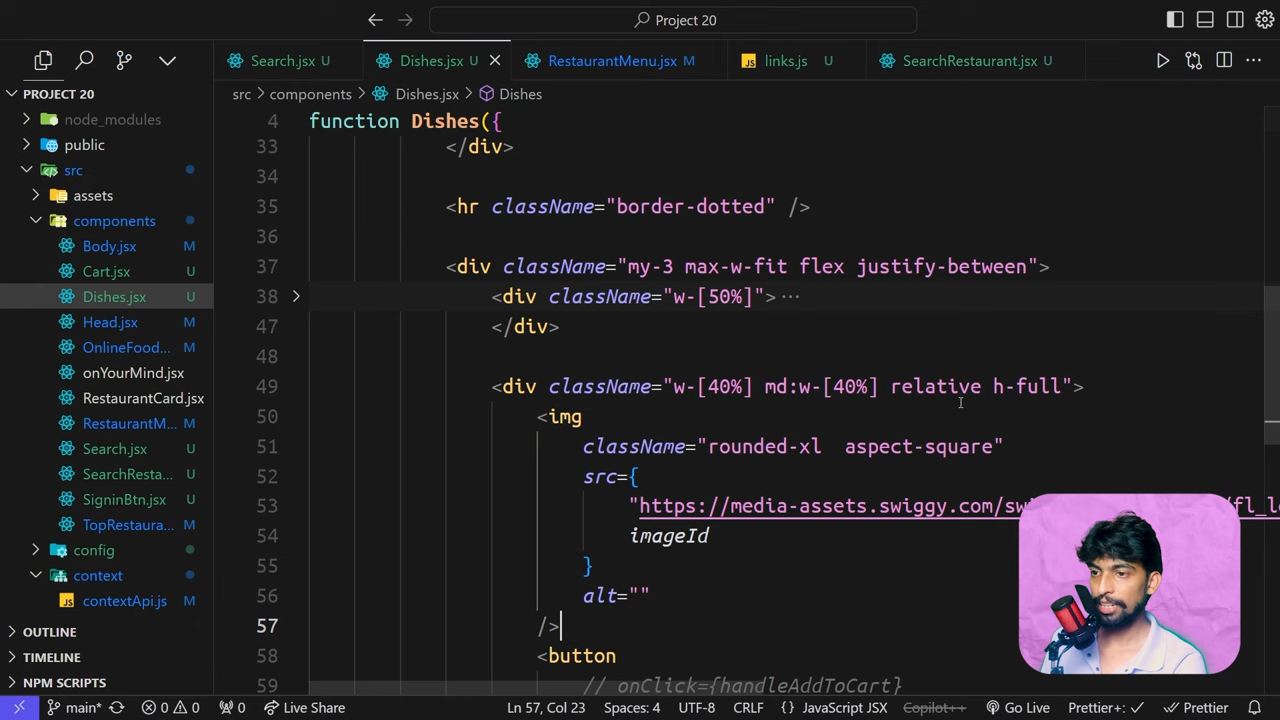 Project 20
Search.jsx U
Dishes.jsx U
RestaurantMenu.jsx M
links.js U
SearchRestaurant.jsx U
PROJECT 20
node_modules
public
src
assets
components
Body.jsx M
Cart.jsx U
Dishes.jsx U
Head.jsx M
OnlineFood... M
onYourMind.jsx
RestaurantCard.jsx
RestaurantM... M
Search.jsx U
SearchResta... U
SigninBtn.jsx U
TopRestaura... M
config
context
contextApi.js M
OUTLINE
TIMELINE
NPM SCRIPTS
src > components > Dishes.jsx > Dishes
4 function Dishes({
33 </div>
34
35 <hr className="border-dotted" />
36
37 <div className="my-3 max-w-fit flex justify-between">
38 <div className="w-[50%]"> ...
47 </div>
48
49 <div className="w-[40%] md:w-[40%] relative h-full">
50 <img
51 className="rounded-xl  aspect-square"
52 src={
53 "https://media-assets.swiggy.com/sw /fl_l
54 imageId
55 }
56 alt=""
57 />
58 <button
59 // onClick={handleAddToCart}
main* 0 0 0 Live Share Ln 57, Col 23 Spaces: 4 UTF-8 CRLF {} JavaScript JSX Copilot++ Go Live Prettier+: Prettier